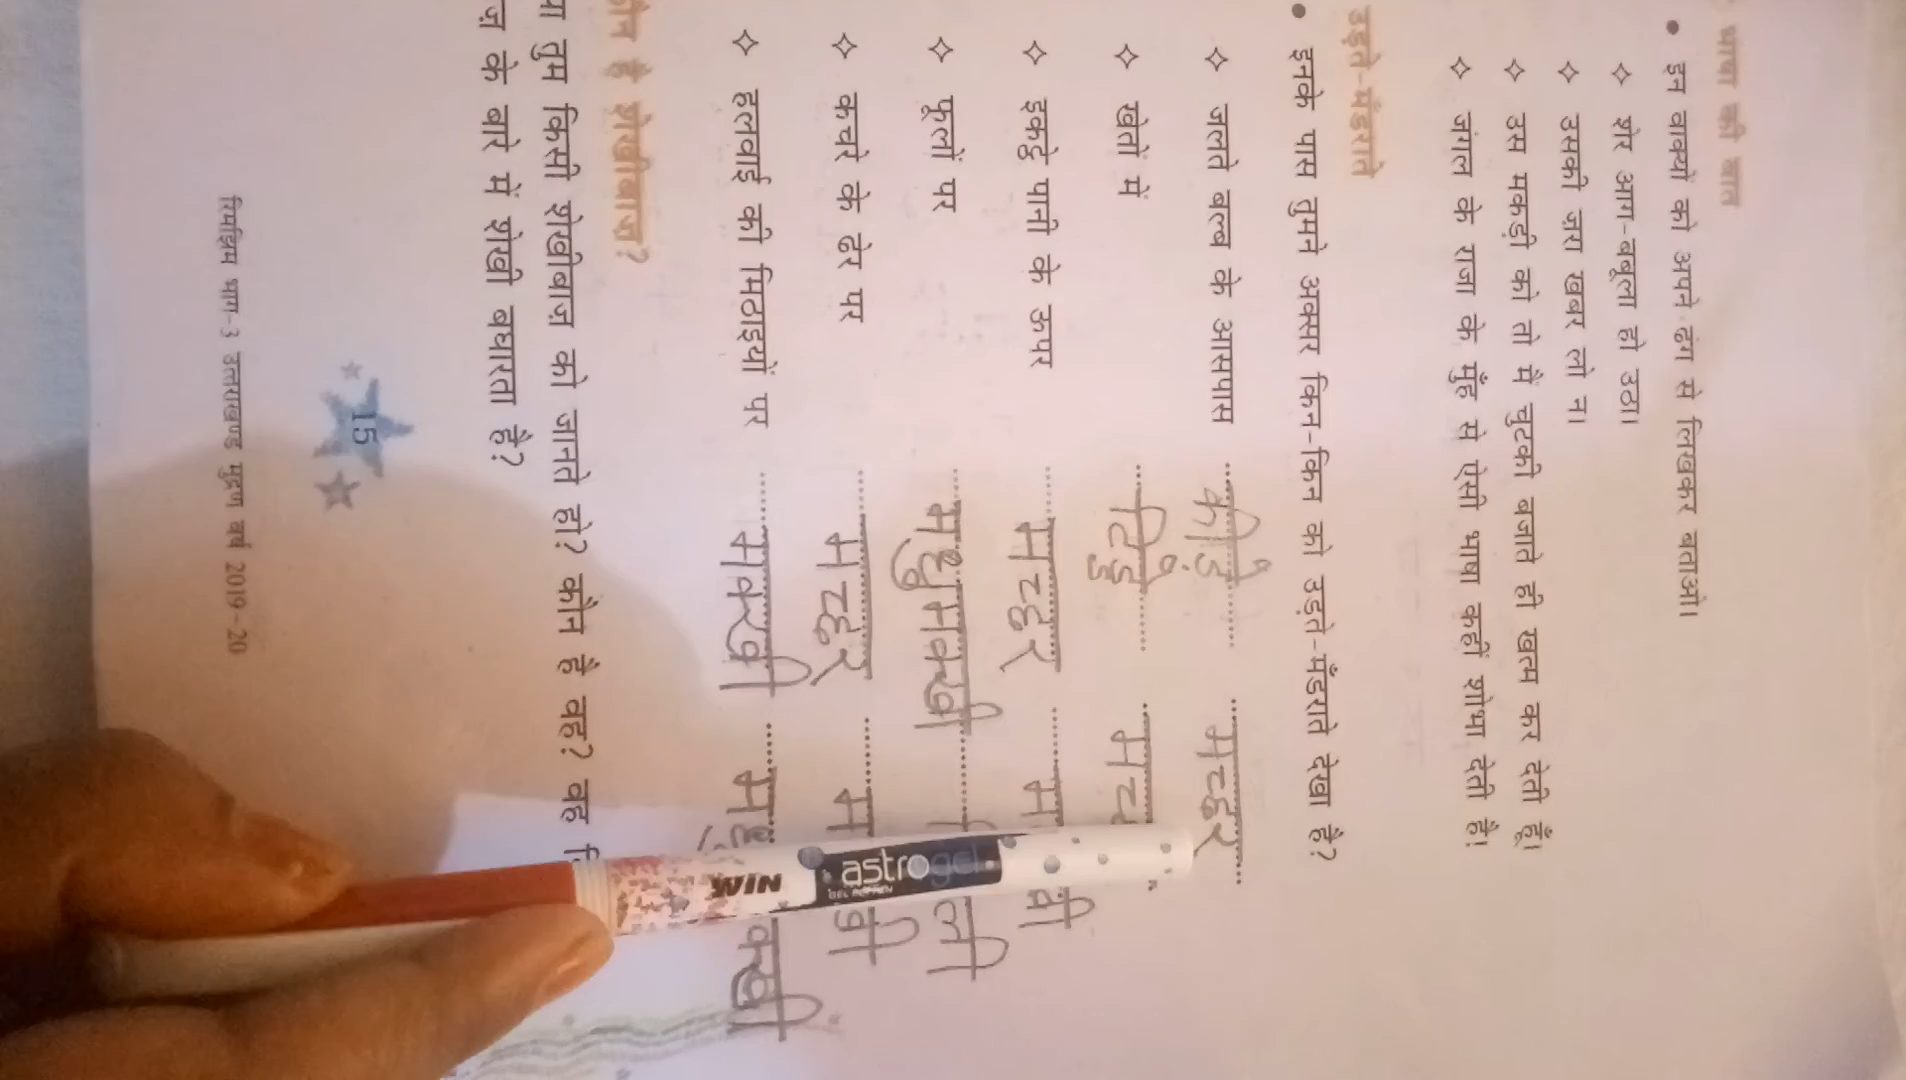 भाषा की बात
• इन वाक्यों को अपने ढंग से लिखकर बताओ।
✧ शेर आग-बबूला हो उठा।
✧ उसकी ज़रा खबर लो न।
✧ उस मकड़ी को तो मैं चुटकी बजाते ही खत्म कर देती हूँ।
✧ जंगल के राजा के मुँह से ऐसी भाषा कहीं शोभा देती है।
उड़ते-मँडराते
• इनके पास तुमने अक्सर किन-किन को उड़ते-मँडराते देखा है?
✧ जलते बल्ब के आसपास कीड़े मच्छर
✧ खेतों में टिड्डे
✧ इकट्ठे पानी के ऊपर मच्छर
✧ फूलों पर मधुमक्खी
✧ कचरे के ढेर पर मच्छर
✧ हलवाई की मिठाइयों पर मक्खी
कौन है शेखीबाज़?
तुम किसी शेखीबाज़ को जानते हो? कौन है वह? वह
के बारे में शेखी बघारता है?
15
रिमझिम भाग-3 उत्तराखण्ड मुद्रण वर्ष 2019-20
WIN
astrogel